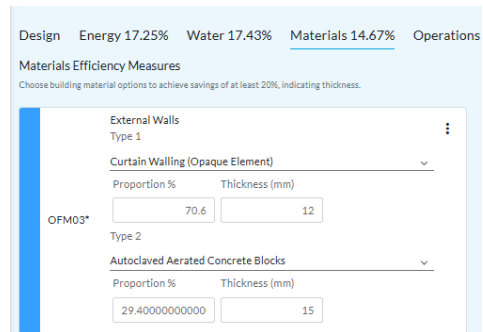 Design Energy 17.25% Water 17.43% Materials 14.67% Operations
Materials Efficiency Measures
Choose building material options to achieve savings of at least 20%, indicating thickness.
External Walls
Type 1
Curtain Walling (Opaque Element)
Proportion % Thickness (mm)
70.6 12
OFM03*
Type 2
Autoclaved Aerated Concrete Blocks
Proportion % Thickness (mm)
29.40000000000 15